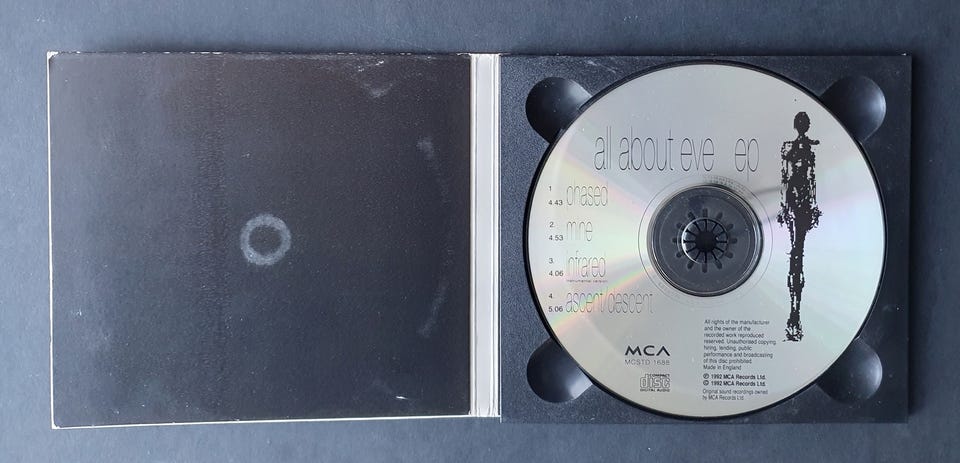 all about eve ep
1. phased
4.43
2. mine
4.53
3. infrared
4.06 instrumental version
4. ascent/descent
5.06
MCA
MCSTD 1688
COMPACT
disc
DIGITAL AUDIO
All rights of the manufacturer
and the owner of the
recorded work reproduced
reserved. Unauthorised copying,
hiring, lending, public
performance and broadcasting
of this disc prohibited.
Made in England
℗ 1992 MCA Records Ltd.
© 1992 MCA Records Ltd.
Original sound recordings owned
by MCA Records Ltd.